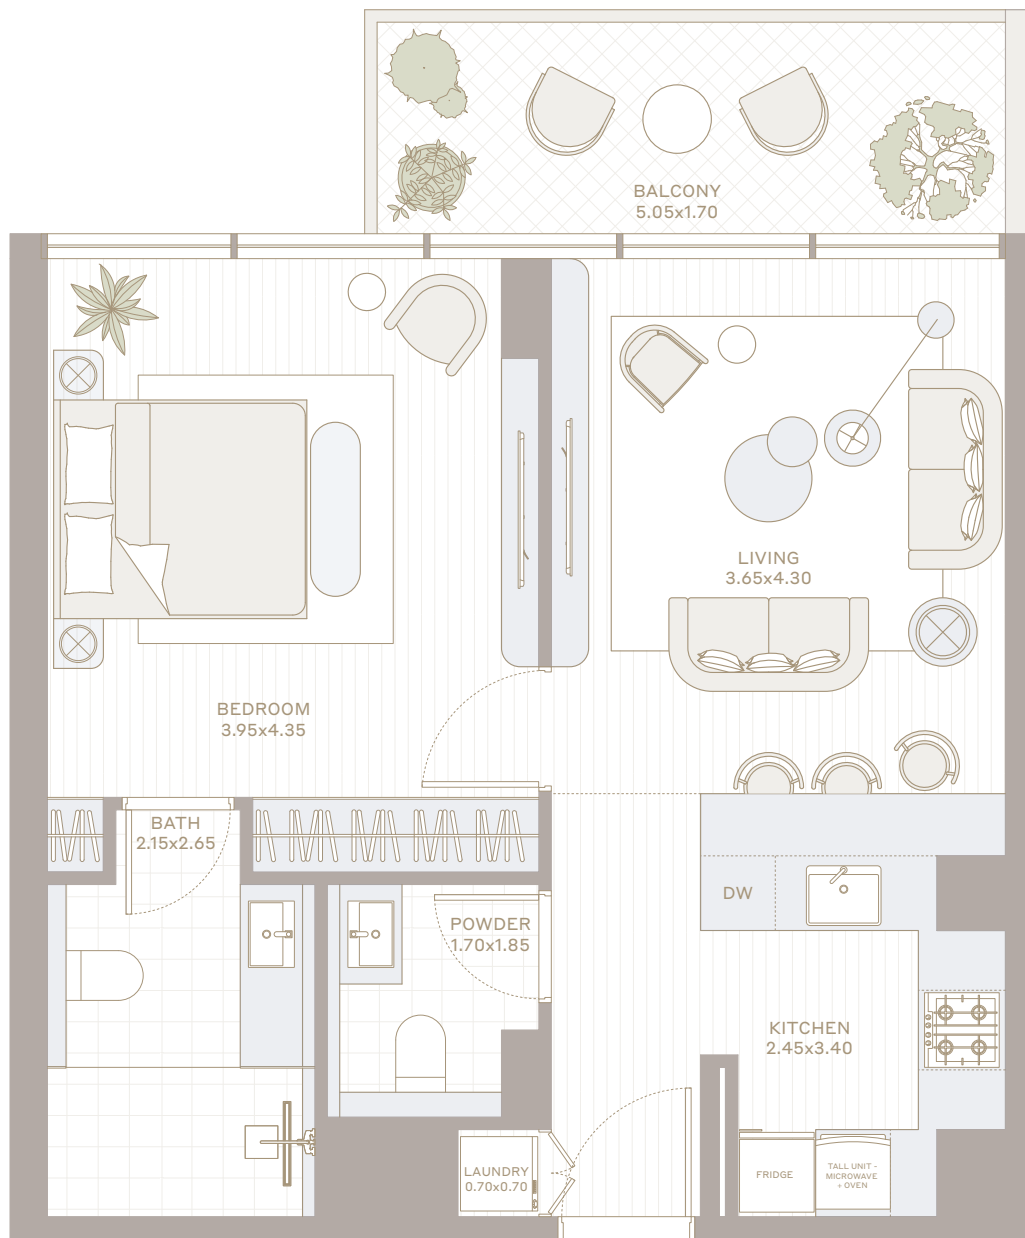 BALCONY
5.05x1.70
LIVING
3.65x4.30
BEDROOM
3.95x4.35
BATH
2.15x2.65
DW
POWDER
1.70x1.85
KITCHEN
2.45x3.40
LAUNDRY
0.70x0.70
FRIDGE
TALL UNIT -
MICROWAVE
+ OVEN